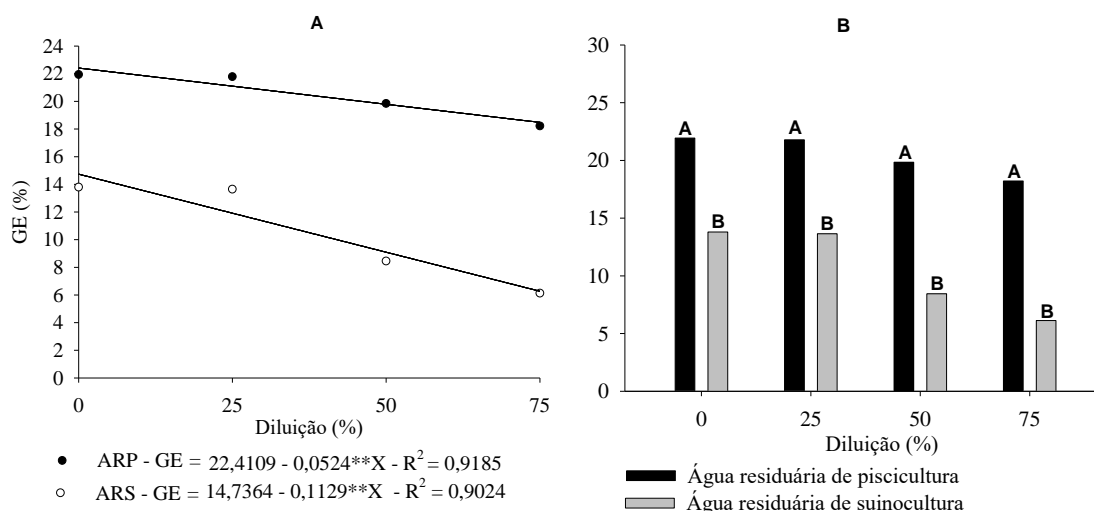 A
24
22
20
18
16
14
12
10
8
6
4
2
0
GE (%)
0 25 50 75
Diluição (%)
ARP - GE = 22,4109 - 0,0524**X - R² = 0,9185
ARS - GE = 14,7364 - 0,1129**X - R² = 0,9024
B
30
25
20
15
10
5
0
A A A A
B B B B
0 25 50 75
Diluição (%)
Água residuária de piscicultura
Água residuária de suinocultura